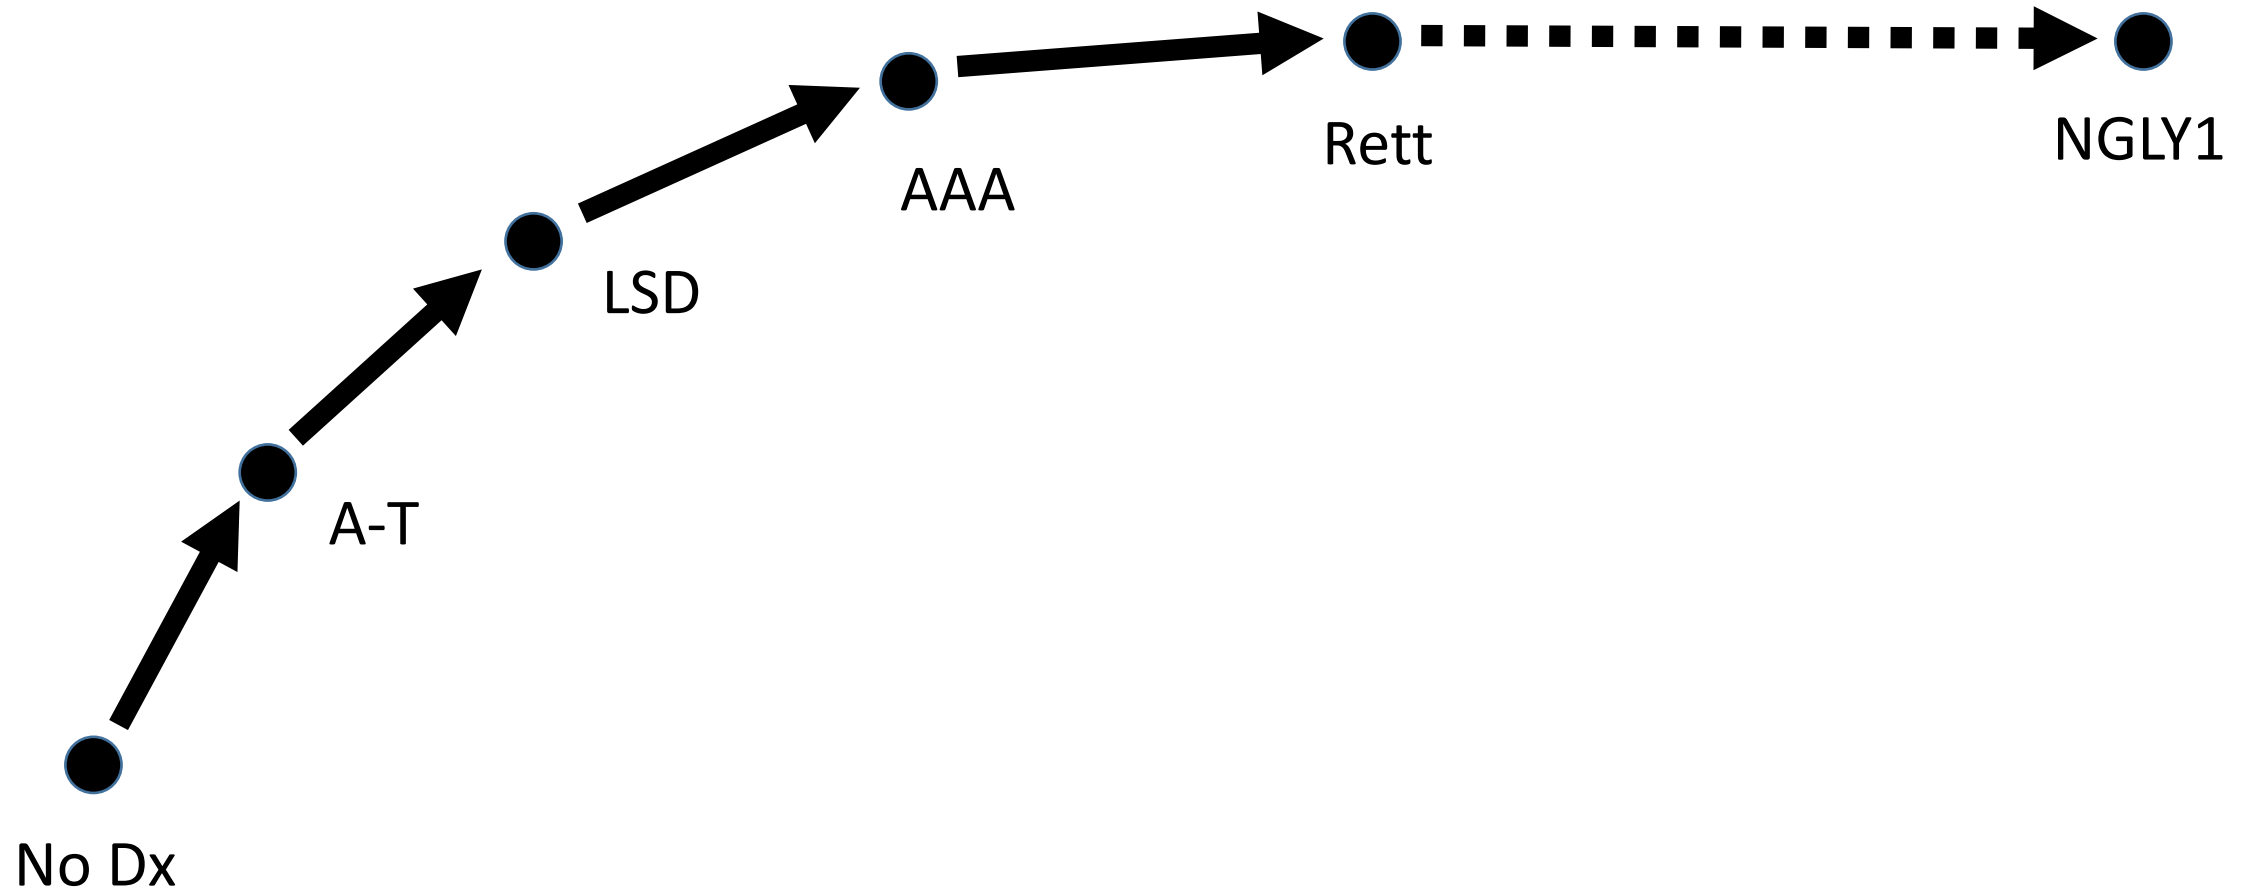 No Dx
A-T
LSD
AAA
Rett
NGLY1